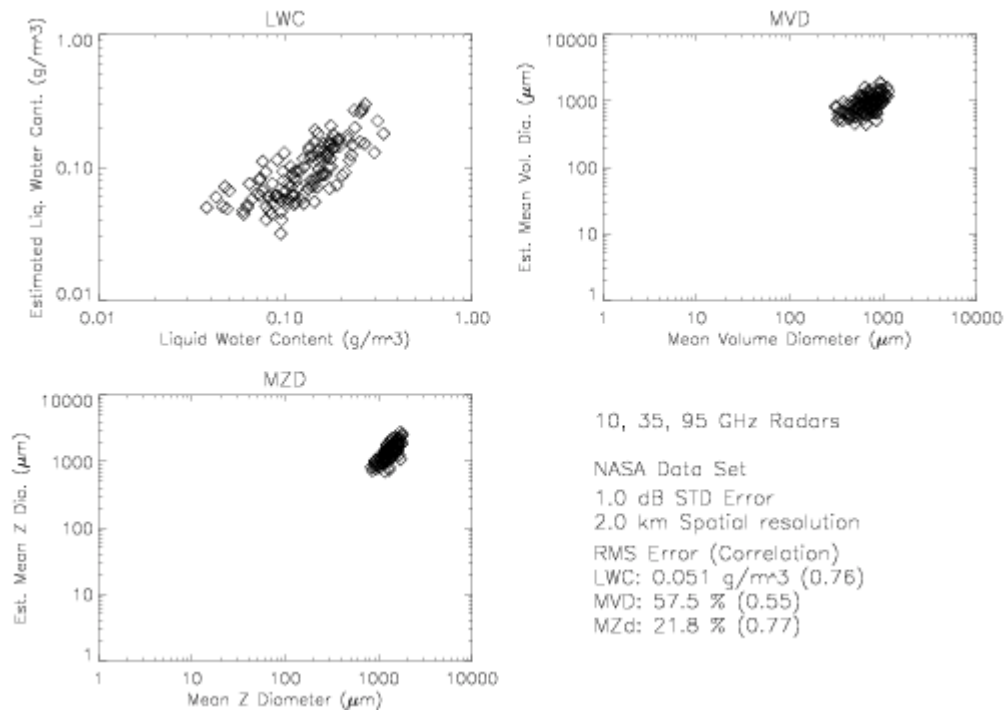 LWC
Estimated Liq. Water Cont. (g/m^3)
1.00
0.10
0.01
0.01
0.10
1.00
Liquid Water Content (g/m^3)
MVD
Est. Mean Vol. Dia. (μm)
10000
1000
100
10
1
1
10
100
1000
10000
Mean Volume Diameter (μm)
MZD
Est. Mean Z Dia. (μm)
10000
1000
100
10
1
1
10
100
1000
10000
Mean Z Diameter (μm)
10, 35, 95 GHz Radars
NASA Data Set
1.0 dB STD Error
2.0 km Spatial resolution
RMS Error (Correlation)
LWC: 0.051 g/m^3 (0.76)
MVD: 57.5 % (0.55)
MZd: 21.8 % (0.77)